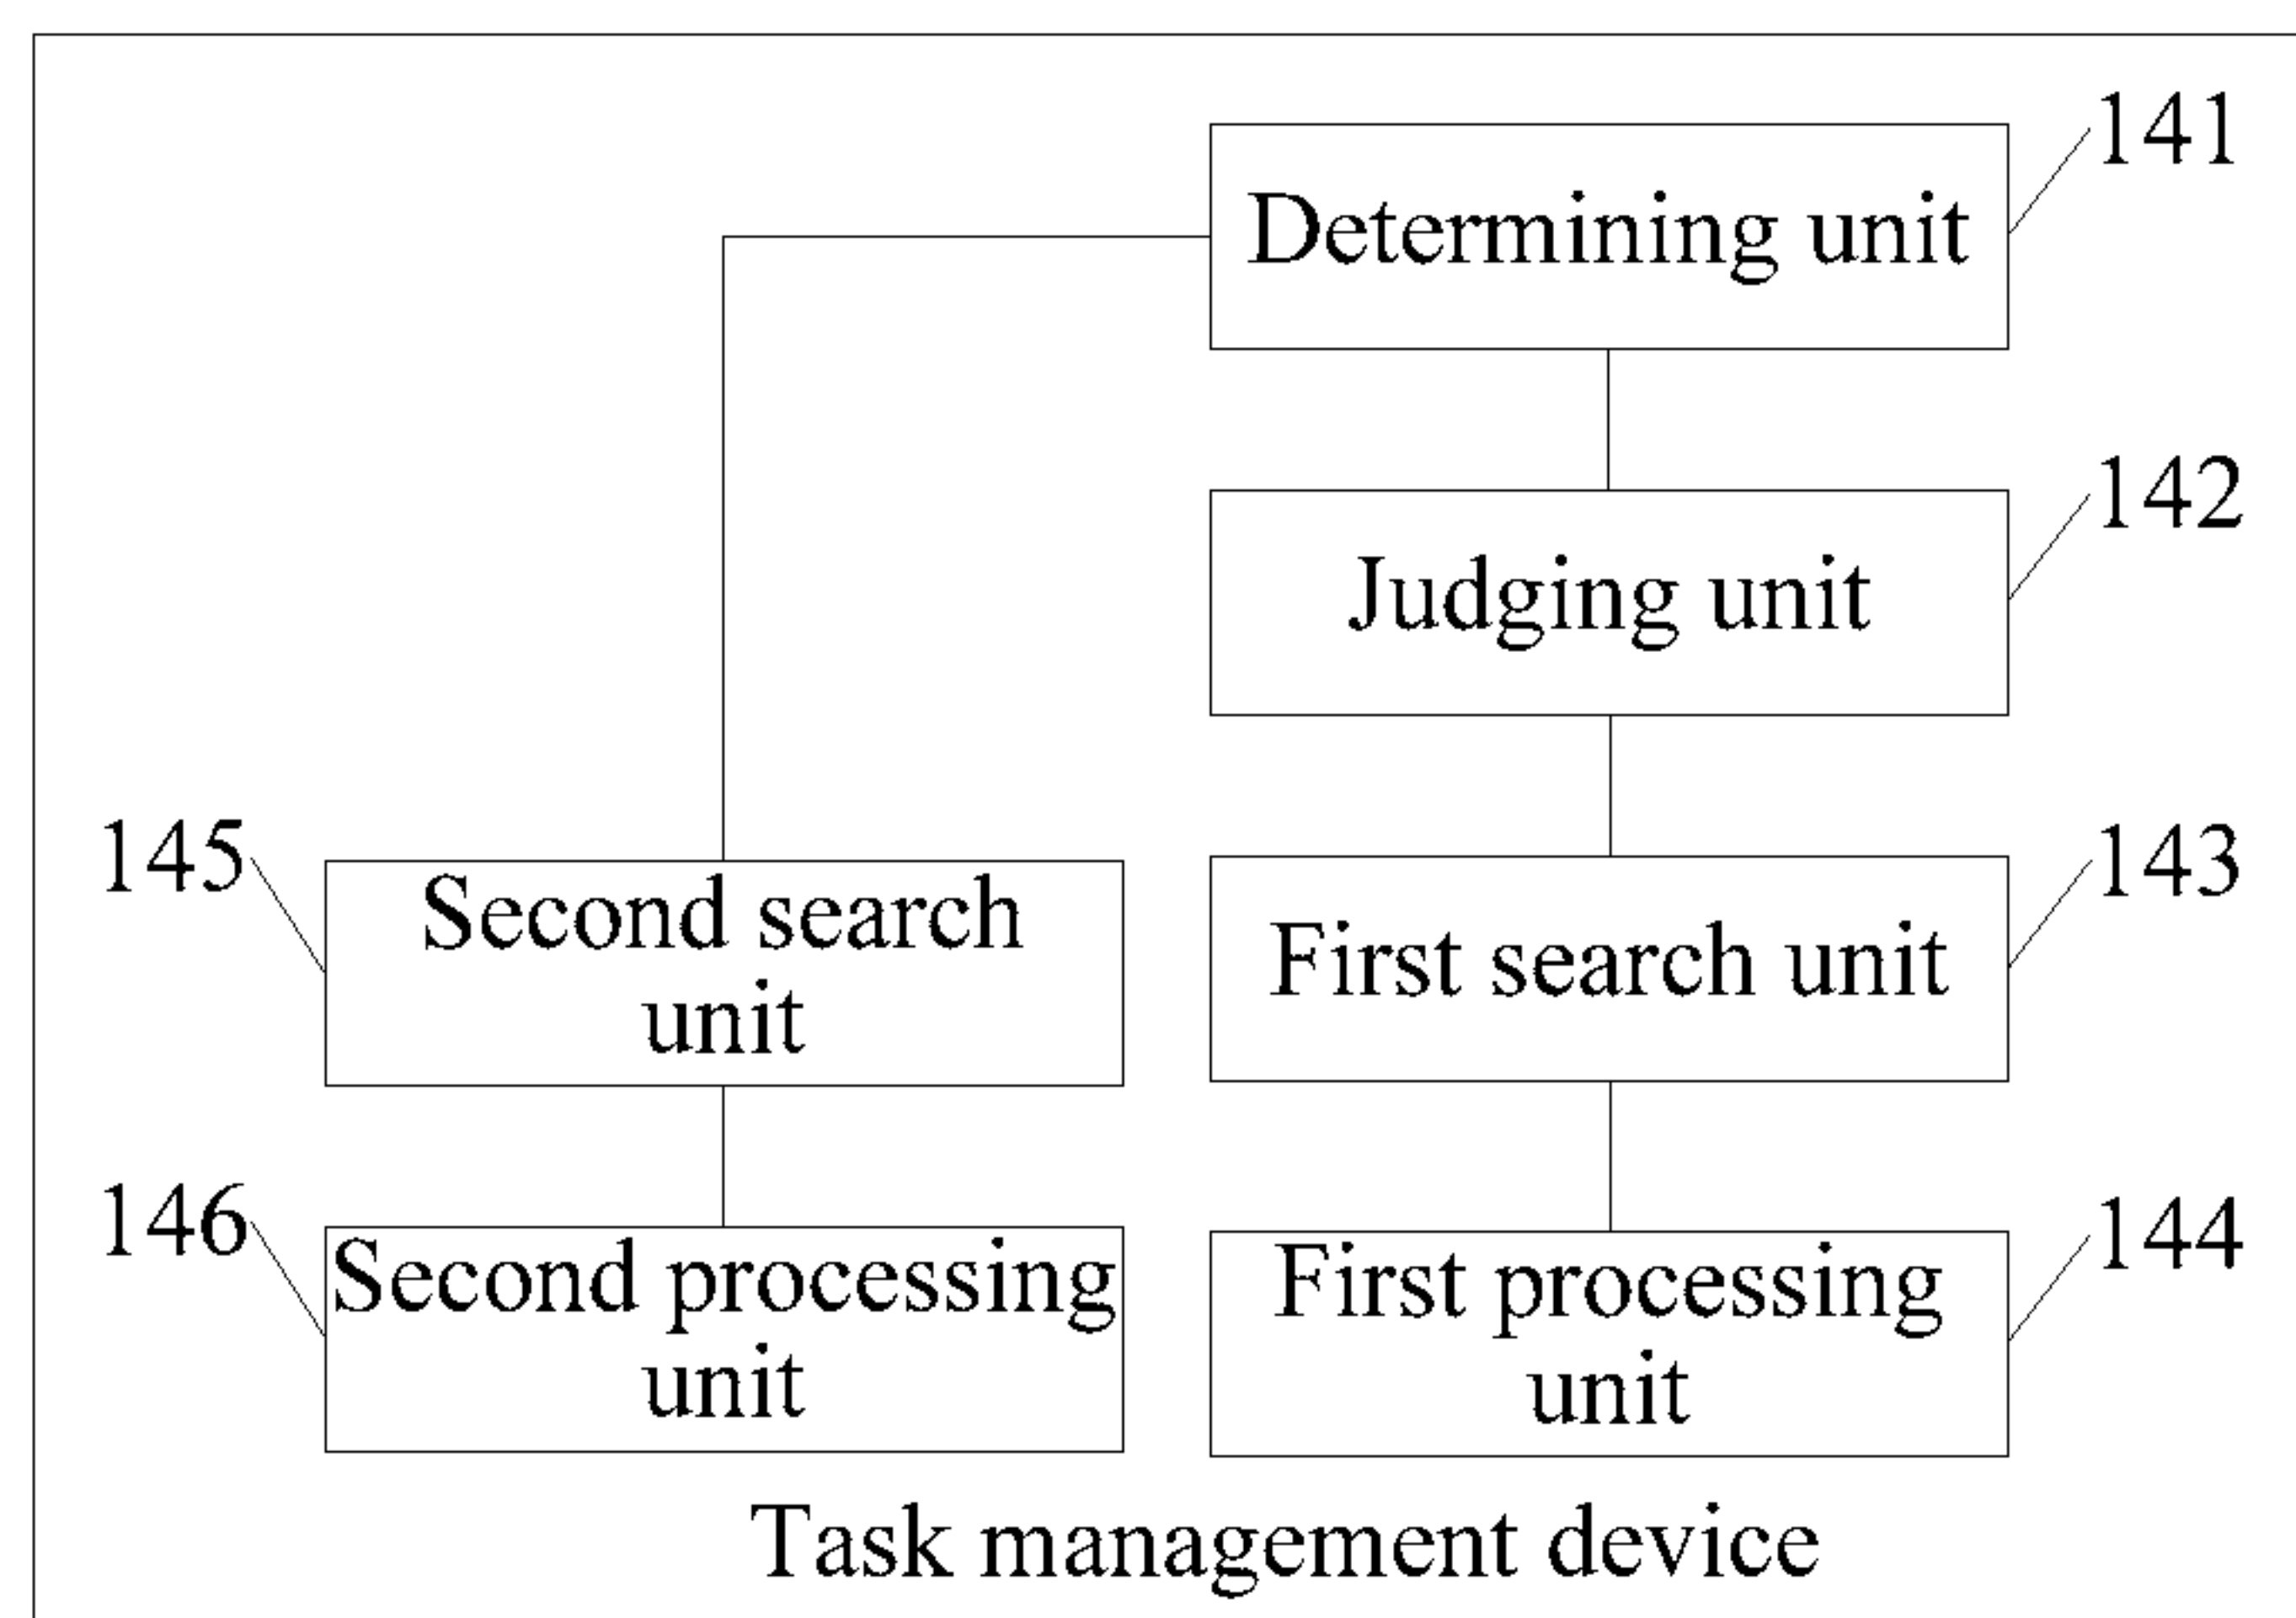 141
Determining unit
142
Judging unit
145
Second search
unit
143
First search unit
146
Second processing
unit
144
First processing
unit
Task management device